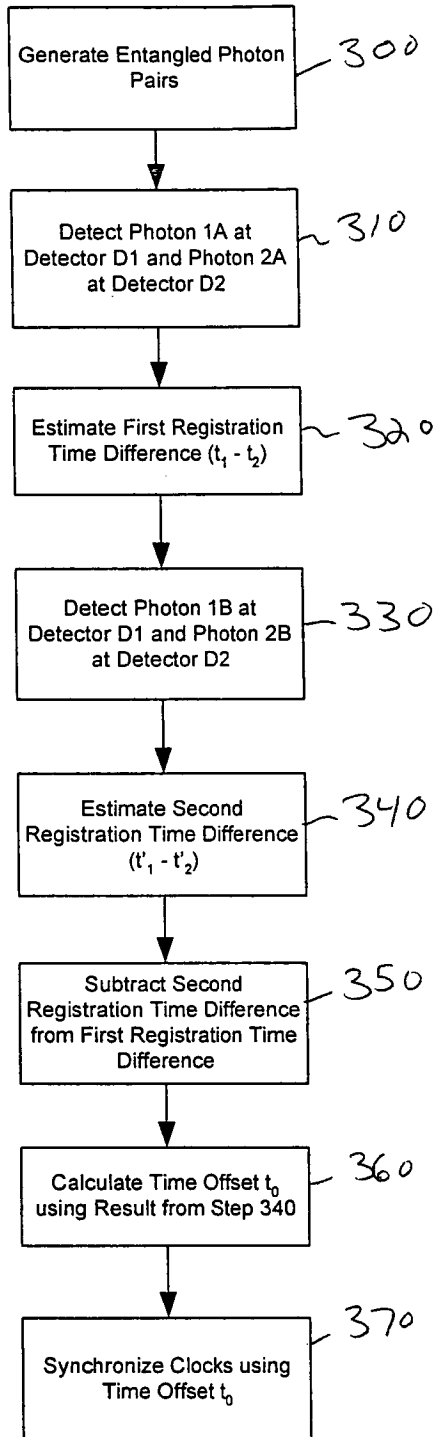 Generate Entangled Photon
Pairs
300
Detect Photon 1A at
Detector D1 and Photon 2A
at Detector D2
310
Estimate First Registration
Time Difference (t₁ - t₂)
320
Detect Photon 1B at
Detector D1 and Photon 2B
at Detector D2
330
Estimate Second
Registration Time Difference
(t'₁ - t'₂)
340
Subtract Second
Registration Time Difference
from First Registration Time
Difference
350
Calculate Time Offset t₀
using Result from Step 340
360
Synchronize Clocks using
Time Offset t₀
370